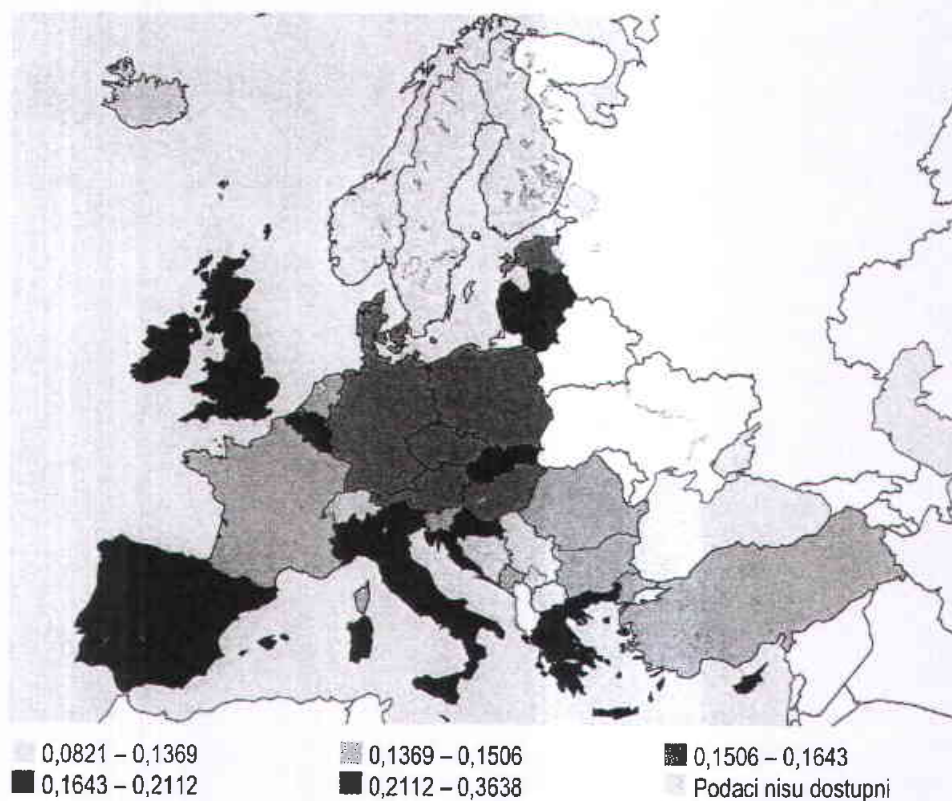 0,0821 – 0,1369 0,1369 – 0,1506 0,1506 – 0,1643
0,1643 – 0,2112 0,2112 – 0,3638 Podaci nisu dostupni